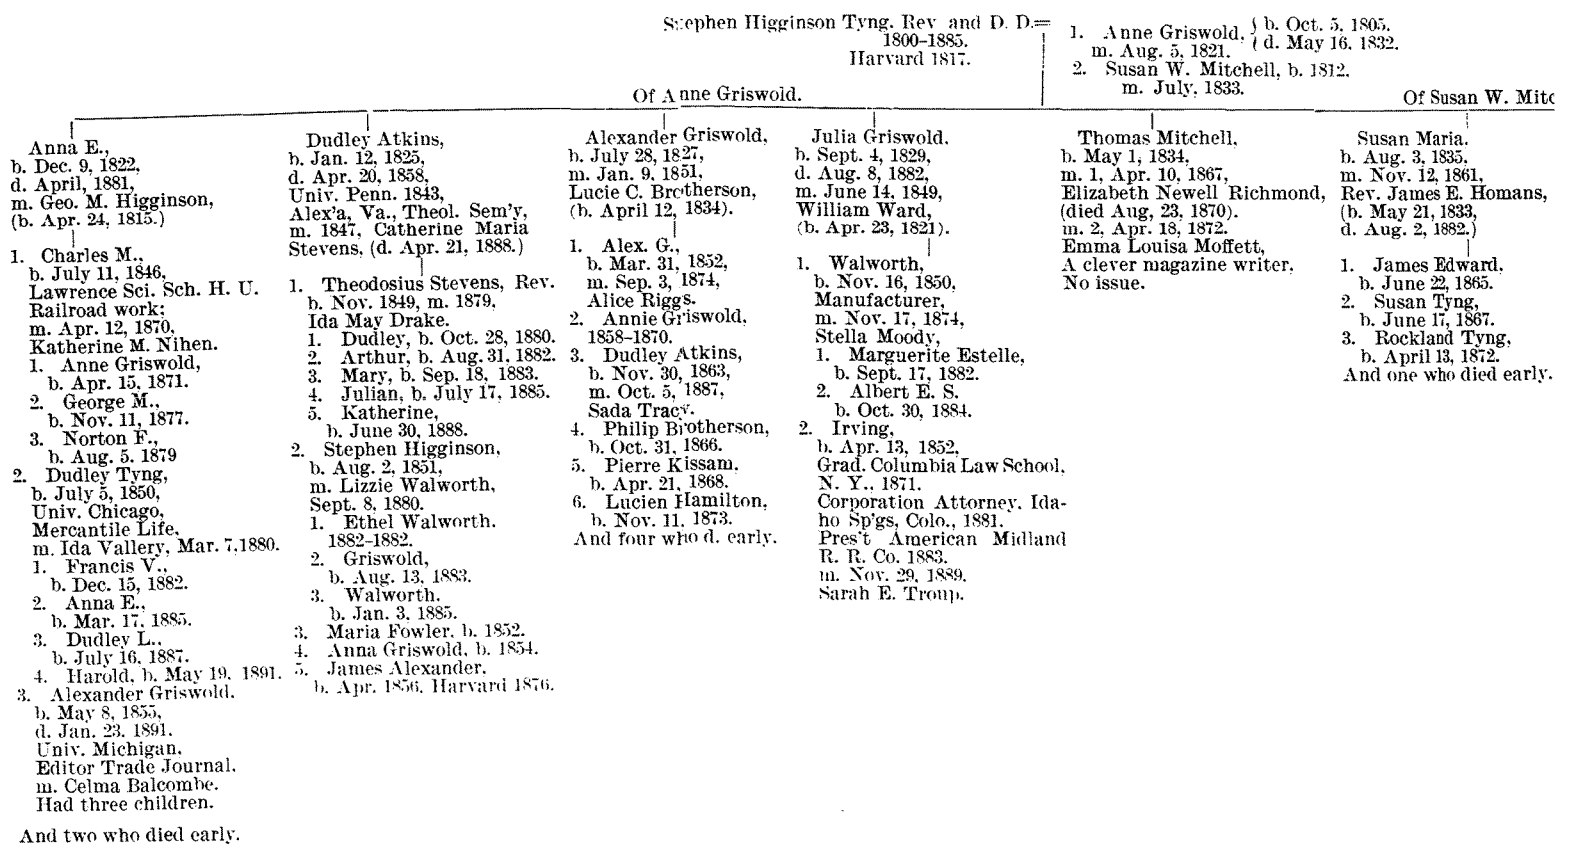 Stephen Higginson Tyng. Rev and D. D.=
1800-1885.
Harvard 1817.
1. Anne Griswold, { b. Oct. 5, 1805.
m. Aug. 5, 1821. { d. May 16, 1832.
2. Susan W. Mitchell, b. 1812.
m. July, 1833.
Of Anne Griswold.
Of Susan W. Mitc
Anna E.,
b. Dec. 9, 1822,
d. April, 1881,
m. Geo. M. Higginson,
(b. Apr. 24, 1815.)
1. Charles M.,
b. July 11, 1846,
Lawrence Sci. Sch. H. U.
Railroad work;
m. Apr. 12, 1870,
Katherine M. Nihen.
1. Anne Griswold,
b. Apr. 15, 1871.
2. George M.,
b. Nov. 11, 1877.
3. Norton F.,
b. Aug. 5. 1879
2. Dudley Tyng,
b. July 5, 1850,
Univ. Chicago,
Mercantile Life,
m. Ida Vallery, Mar. 7,1880.
1. Francis V.,
b. Dec. 15, 1882.
2. Anna E.,
b. Mar. 17, 1885.
3. Dudley L.,
b. July 16, 1887.
4. Harold, b. May 19, 1891.
3. Alexander Griswold.
b. May 8, 1855,
d. Jan. 23, 1891.
Univ. Michigan,
Editor Trade Journal.
m. Celma Balcombe.
Had three children.
And two who died early.
Dudley Atkins,
b. Jan. 12, 1825,
d. Apr. 20, 1858,
Univ. Penn. 1843,
Alex'a, Va., Theol. Sem'y,
m. 1847, Catherine Maria
Stevens, (d. Apr. 21, 1888.)
1. Theodosius Stevens, Rev.
b. Nov. 1849, m. 1879,
Ida May Drake.
1. Dudley, b. Oct. 28, 1880.
2. Arthur, b. Aug. 31, 1882.
3. Mary, b. Sep. 18, 1883.
4. Julian, b. July 17, 1885.
5. Katherine,
b. June 30, 1888.
2. Stephen Higginson,
b. Aug. 2, 1851,
m. Lizzie Walworth,
Sept. 8, 1880.
1. Ethel Walworth.
1882-1882.
2. Griswold,
b. Aug. 13, 1883.
3. Walworth.
b. Jan. 3, 1885.
3. Maria Fowler, b. 1852.
4. Anna Griswold, b. 1854.
5. James Alexander.
b. Apr. 1856, Harvard 1876.
Alexander Griswold,
b. July 28, 1827,
m. Jan. 9, 1851,
Lucie C. Brotherson,
(b. April 12, 1834).
1. Alex. G.,
b. Mar. 31, 1852,
m. Sep. 3, 1874,
Alice Riggs.
2. Annie Griswold,
1858-1870.
3. Dudley Atkins,
b. Nov. 30, 1863,
m. Oct. 5, 1887,
Sada Tracy.
4. Philip Brotherson,
b. Oct. 31, 1866.
5. Pierre Kissam,
b. Apr. 21, 1868.
6. Lucien Hamilton,
b. Nov. 11, 1873.
And four who d. early.
Julia Griswold.
b. Sept. 4, 1829,
d. Aug. 8, 1882,
m. June 14, 1849,
William Ward,
(b. Apr. 23, 1821).
1. Walworth,
b. Nov. 16, 1850,
Manufacturer,
m. Nov. 17, 1874,
Stella Moody,
1. Marguerite Estelle,
b. Sept. 17, 1882.
2. Albert E. S.
b. Oct. 30, 1884.
2. Irving,
b. Apr. 13, 1852,
Grad. Columbia Law School,
N. Y., 1871.
Corporation Attorney, Ida-
ho Sp'gs, Colo., 1881.
Pres't American Midland
R. R. Co. 1883.
m. Nov. 29, 1889.
Sarah E. Troup.
Thomas Mitchell,
b. May 1, 1834,
m. 1, Apr. 10, 1867,
Elizabeth Newell Richmond,
(died Aug, 23, 1870).
m. 2, Apr. 18, 1872.
Emma Louisa Moffett,
A clever magazine writer.
No issue.
Susan Maria.
b. Aug. 3, 1835,
m. Nov. 12, 1861,
Rev. James E. Homans,
(b. May 21, 1833,
d. Aug. 2, 1882.)
1. James Edward,
b. June 22, 1865.
2. Susan Tyng,
b. June 17, 1867.
3. Rockland Tyng,
b. April 13, 1872.
And one who died early.